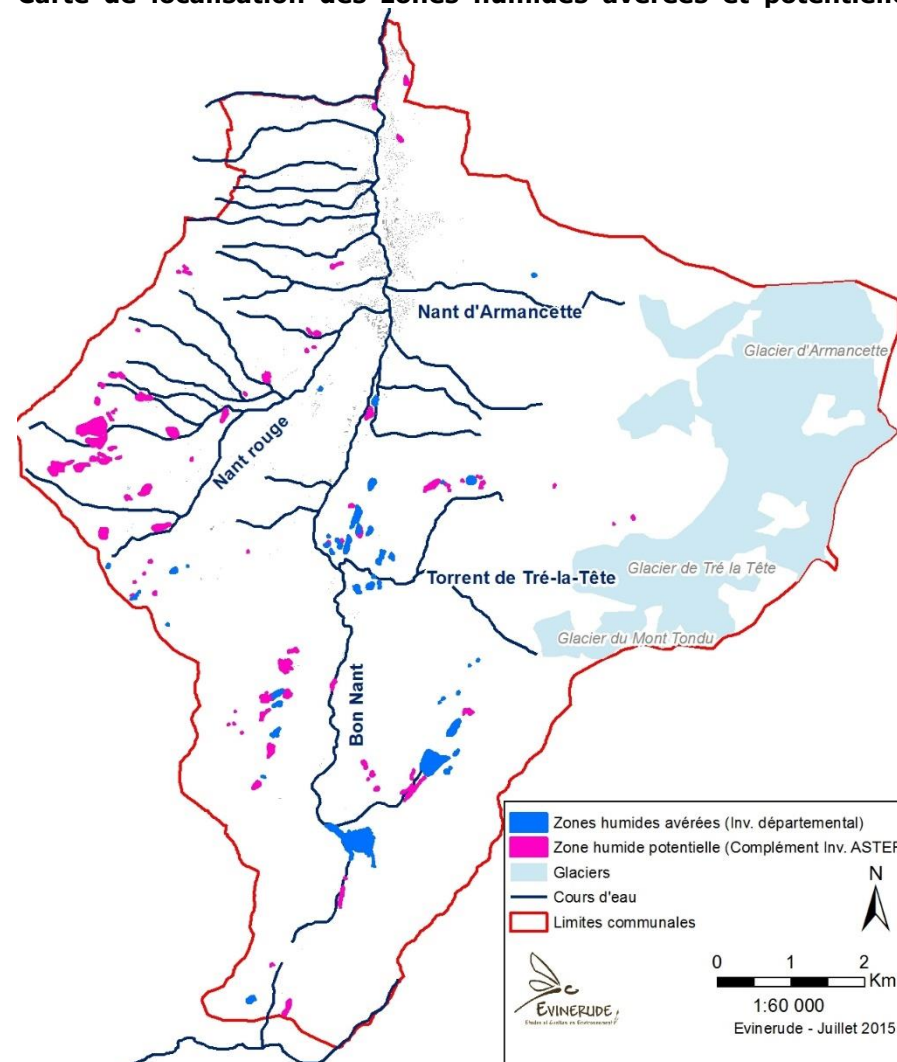 Carte de localisation des zones humides avérées et potentielle
Nant d'Armancette
Glacier d'Armancette
Nant rouge
Torrent de Tré-la-Tête
Glacier de Tré la Tête
Glacier du Mont Tondu
Bon Nant
Zones humides avérées (Inv. départemental)
Zone humide potentielle (Complément Inv. ASTER
Glaciers
Cours d'eau
Limites communales
N
0 1 2
Km
1:60 000
EVINERUDE
Evinerude - Juillet 2015